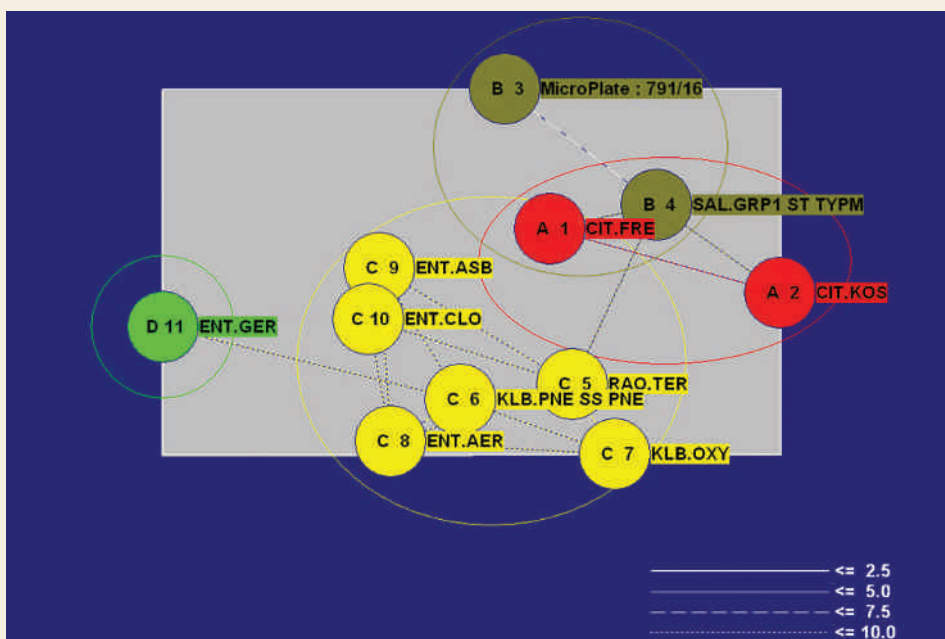 B 3 MicroPlate : 791/16
B 4 SAL.GRP1 ST TYPM
A 1 CIT.FRE
C 9 ENT.ASB
A 2 CIT.KOS
C 10 ENT.CLO
D 11 ENT.GER
C 5 RAO.TER
C 6 KLB.PNE SS PNE
C 8 ENT.AER
C 7 KLB.OXY
<= 2.5
<= 5.0
<= 7.5
<= 10.0